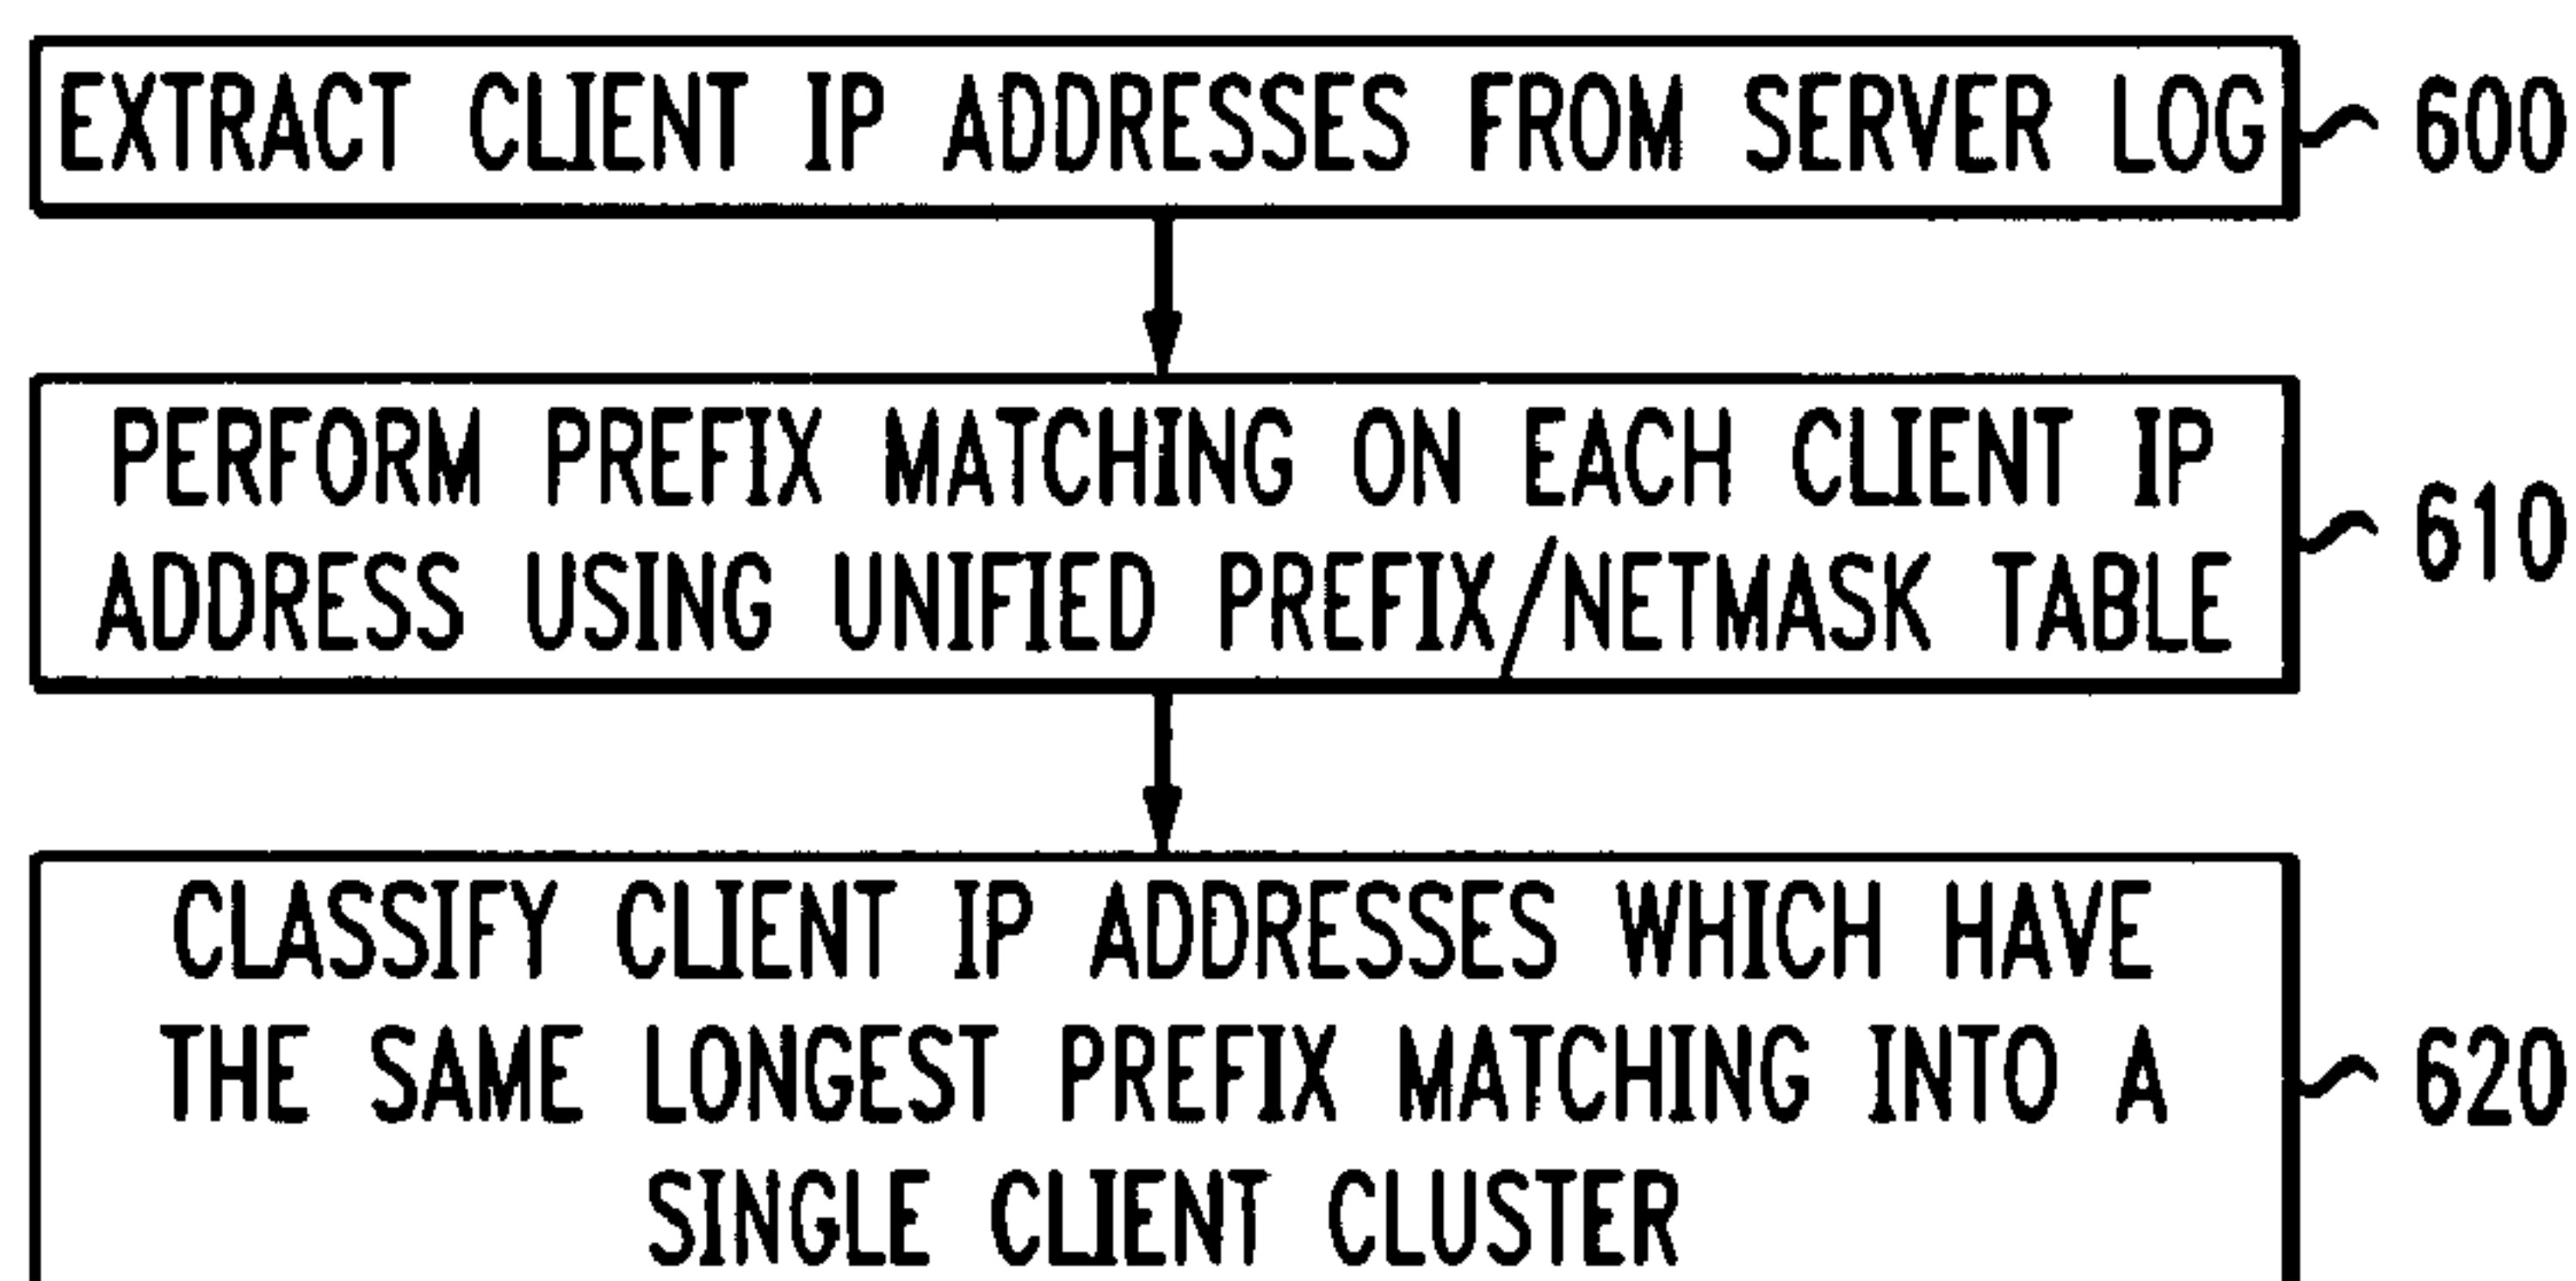 EXTRACT CLIENT IP ADDRESSES FROM SERVER LOG
600
PERFORM PREFIX MATCHING ON EACH CLIENT IP
ADDRESS USING UNIFIED PREFIX/NETMASK TABLE
610
CLASSIFY CLIENT IP ADDRESSES WHICH HAVE
THE SAME LONGEST PREFIX MATCHING INTO A
SINGLE CLIENT CLUSTER
620